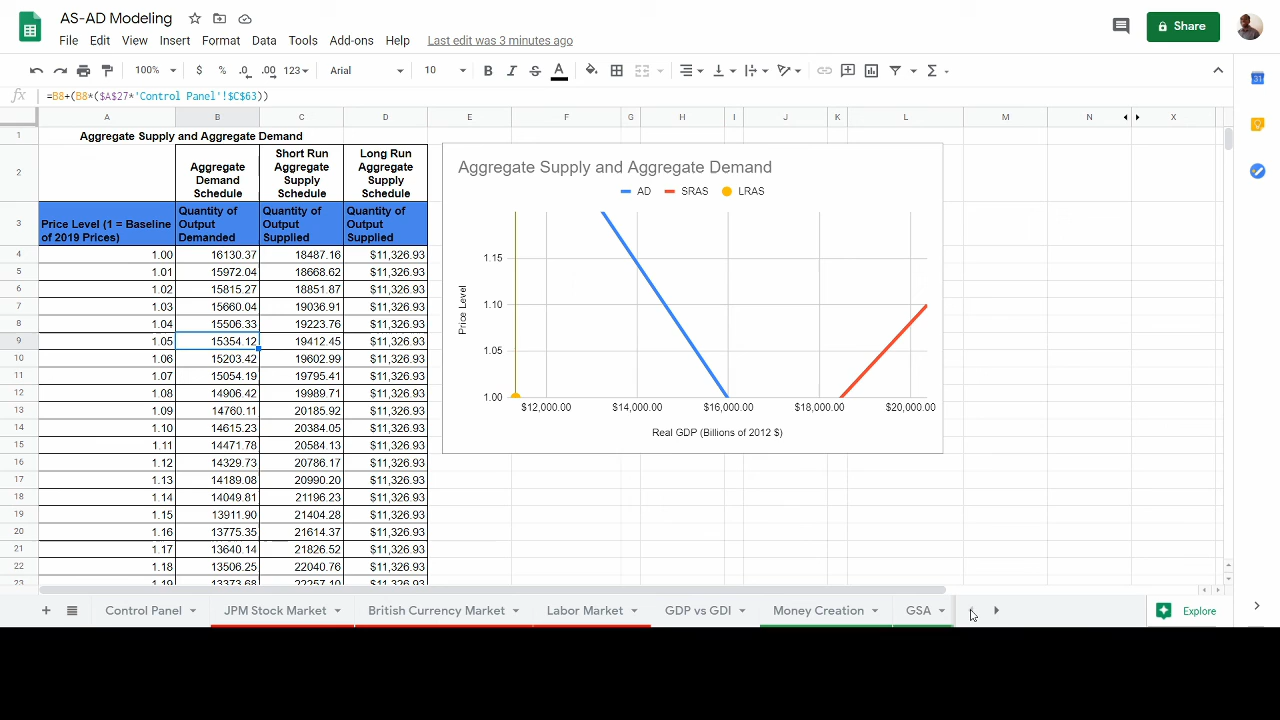 AS-AD Modeling
File Edit View Insert Format Data Tools Add-ons Help Last edit was 3 minutes ago
Share
100% $ % .0 .00 123 Arial 10 B I S A
fx =B8+(B8*($A$27*'Control Panel'!$C$63))
A B C D E F G H I J K L M N X
1 Aggregate Supply and Aggregate Demand
2 Aggregate Demand Schedule Short Run Aggregate Supply Schedule Long Run Aggregate Supply Schedule
3 Price Level (1 = Baseline of 2019 Prices) Quantity of Output Demanded Quantity of Output Supplied Quantity of Output Supplied
4 1.00 16130.37 18487.16 $11,326.93
5 1.01 15972.04 18668.62 $11,326.93
6 1.02 15815.27 18851.87 $11,326.93
7 1.03 15660.04 19036.91 $11,326.93
8 1.04 15506.33 19223.76 $11,326.93
9 1.05 15354.12 19412.45 $11,326.93
10 1.06 15203.42 19602.99 $11,326.93
11 1.07 15054.19 19795.41 $11,326.93
12 1.08 14906.42 19989.71 $11,326.93
13 1.09 14760.11 20185.92 $11,326.93
14 1.10 14615.23 20384.05 $11,326.93
15 1.11 14471.78 20584.13 $11,326.93
16 1.12 14329.73 20786.17 $11,326.93
17 1.13 14189.08 20990.20 $11,326.93
18 1.14 14049.81 21196.23 $11,326.93
19 1.15 13911.90 21404.28 $11,326.93
20 1.16 13775.35 21614.37 $11,326.93
21 1.17 13640.14 21826.52 $11,326.93
22 1.18 13506.25 22040.76 $11,326.93
23 1.19 13373.68 22257.10 $11,326.93
Aggregate Supply and Aggregate Demand
AD SRAS LRAS
1.15
1.10
1.05
1.00
Price Level
$12,000.00 $14,000.00 $16,000.00 $18,000.00 $20,000.00
Real GDP (Billions of 2012 $)
Control Panel JPM Stock Market British Currency Market Labor Market GDP vs GDI Money Creation GSA Explore
31